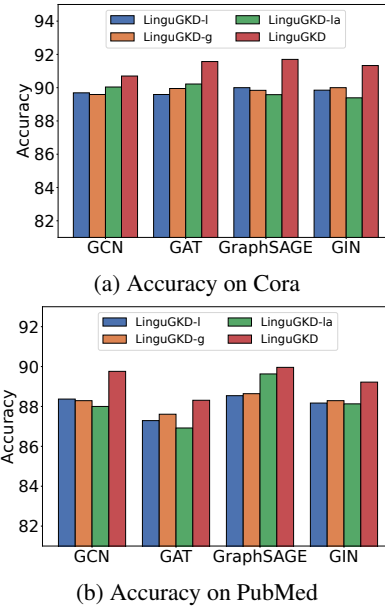 LinguGKD-l LinguGKD-la
LinguGKD-g LinguGKD
Accuracy
94
92
90
88
86
84
82
GCN GAT GraphSAGE GIN
(a) Accuracy on Cora
LinguGKD-l LinguGKD-la
LinguGKD-g LinguGKD
Accuracy
92
90
88
86
84
82
GCN GAT GraphSAGE GIN
(b) Accuracy on PubMed